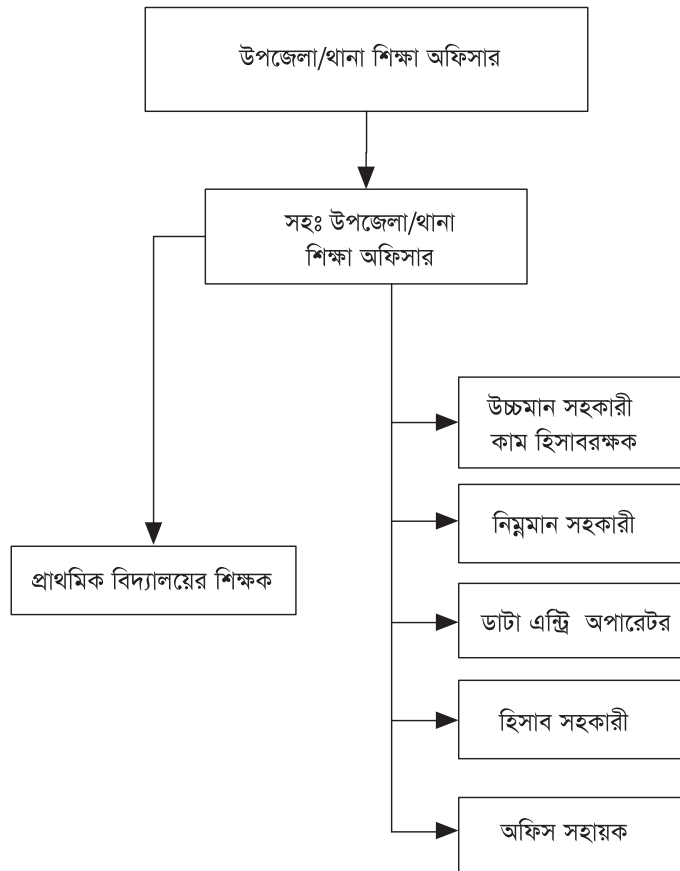 উপজেলা/থানা শিক্ষা অফিসার
সহঃ উপজেলা/থানা
শিক্ষা অফিসার
উচ্চমান সহকারী
কাম হিসাবরক্ষক
নিম্নমান সহকারী
প্রাথমিক বিদ্যালয়ের শিক্ষক
ডাটা এন্ট্রি অপারেটর
হিসাব সহকারী
অফিস সহায়ক